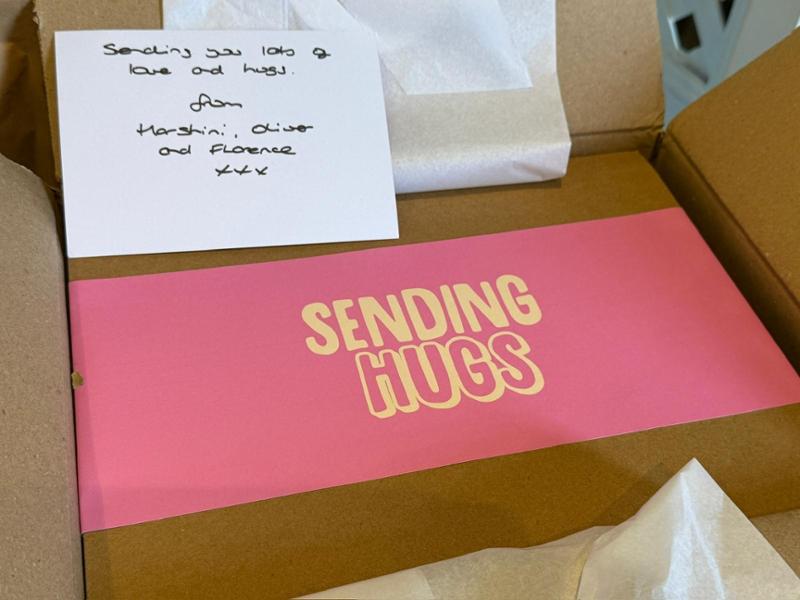 Sending you lots of
love and hugs.
from
Harshini, Oliver
and Florence
xxx
SENDING
HUGS